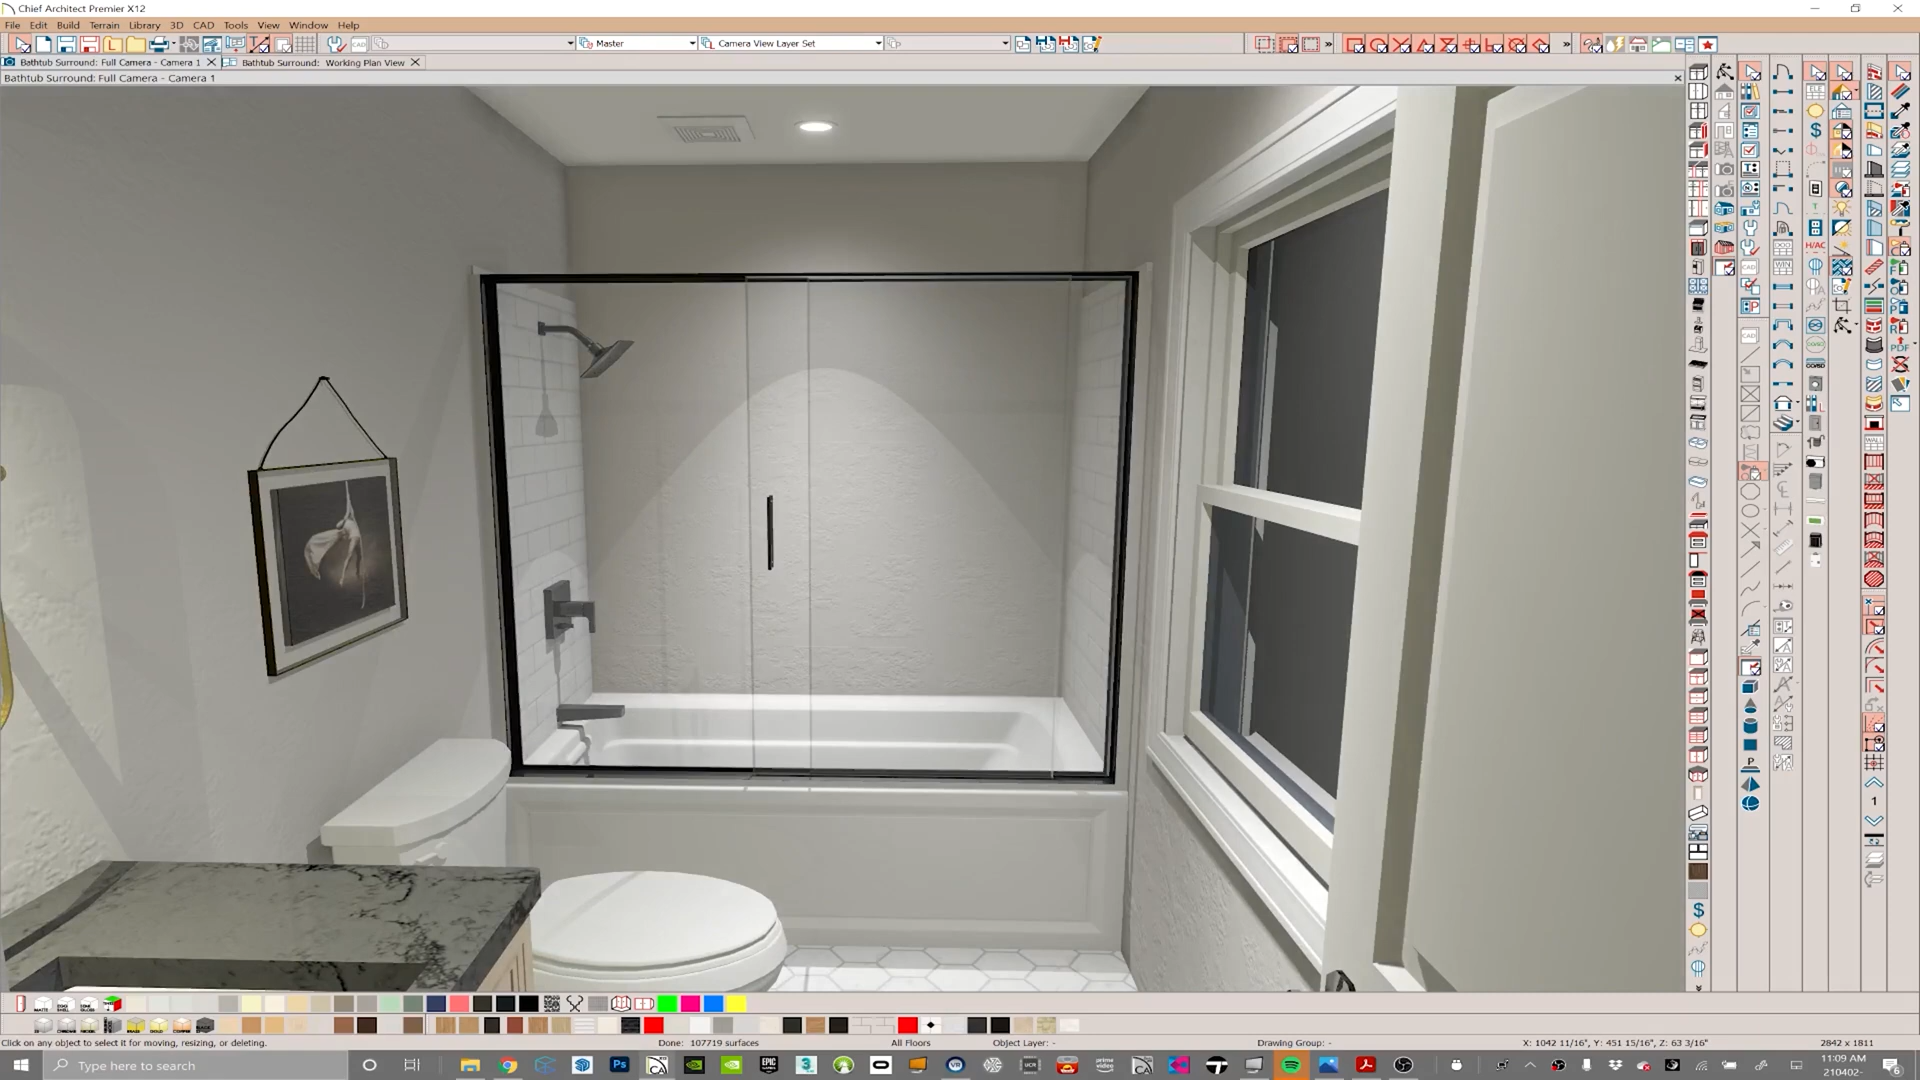 Chief Architect Premier X12
File Edit Build Terrain Library 3D CAD Tools View Window Help
Master
Camera View Layer Set
Bathtub Surround: Full Camera - Camera 1
Bathtub Surround: Working Plan View
Bathtub Surround: Full Camera - Camera 1
H/AC
PDF
P
1
Click on any object to select it for moving, resizing, or deleting.
Done: 107719 surfaces
All Floors
Object Layer: -
Drawing Group: -
X: 1042 11/16", Y: 451 15/16", Z: 63 3/16"
2842 x 1811
Type here to search
11:09 AM
210402-